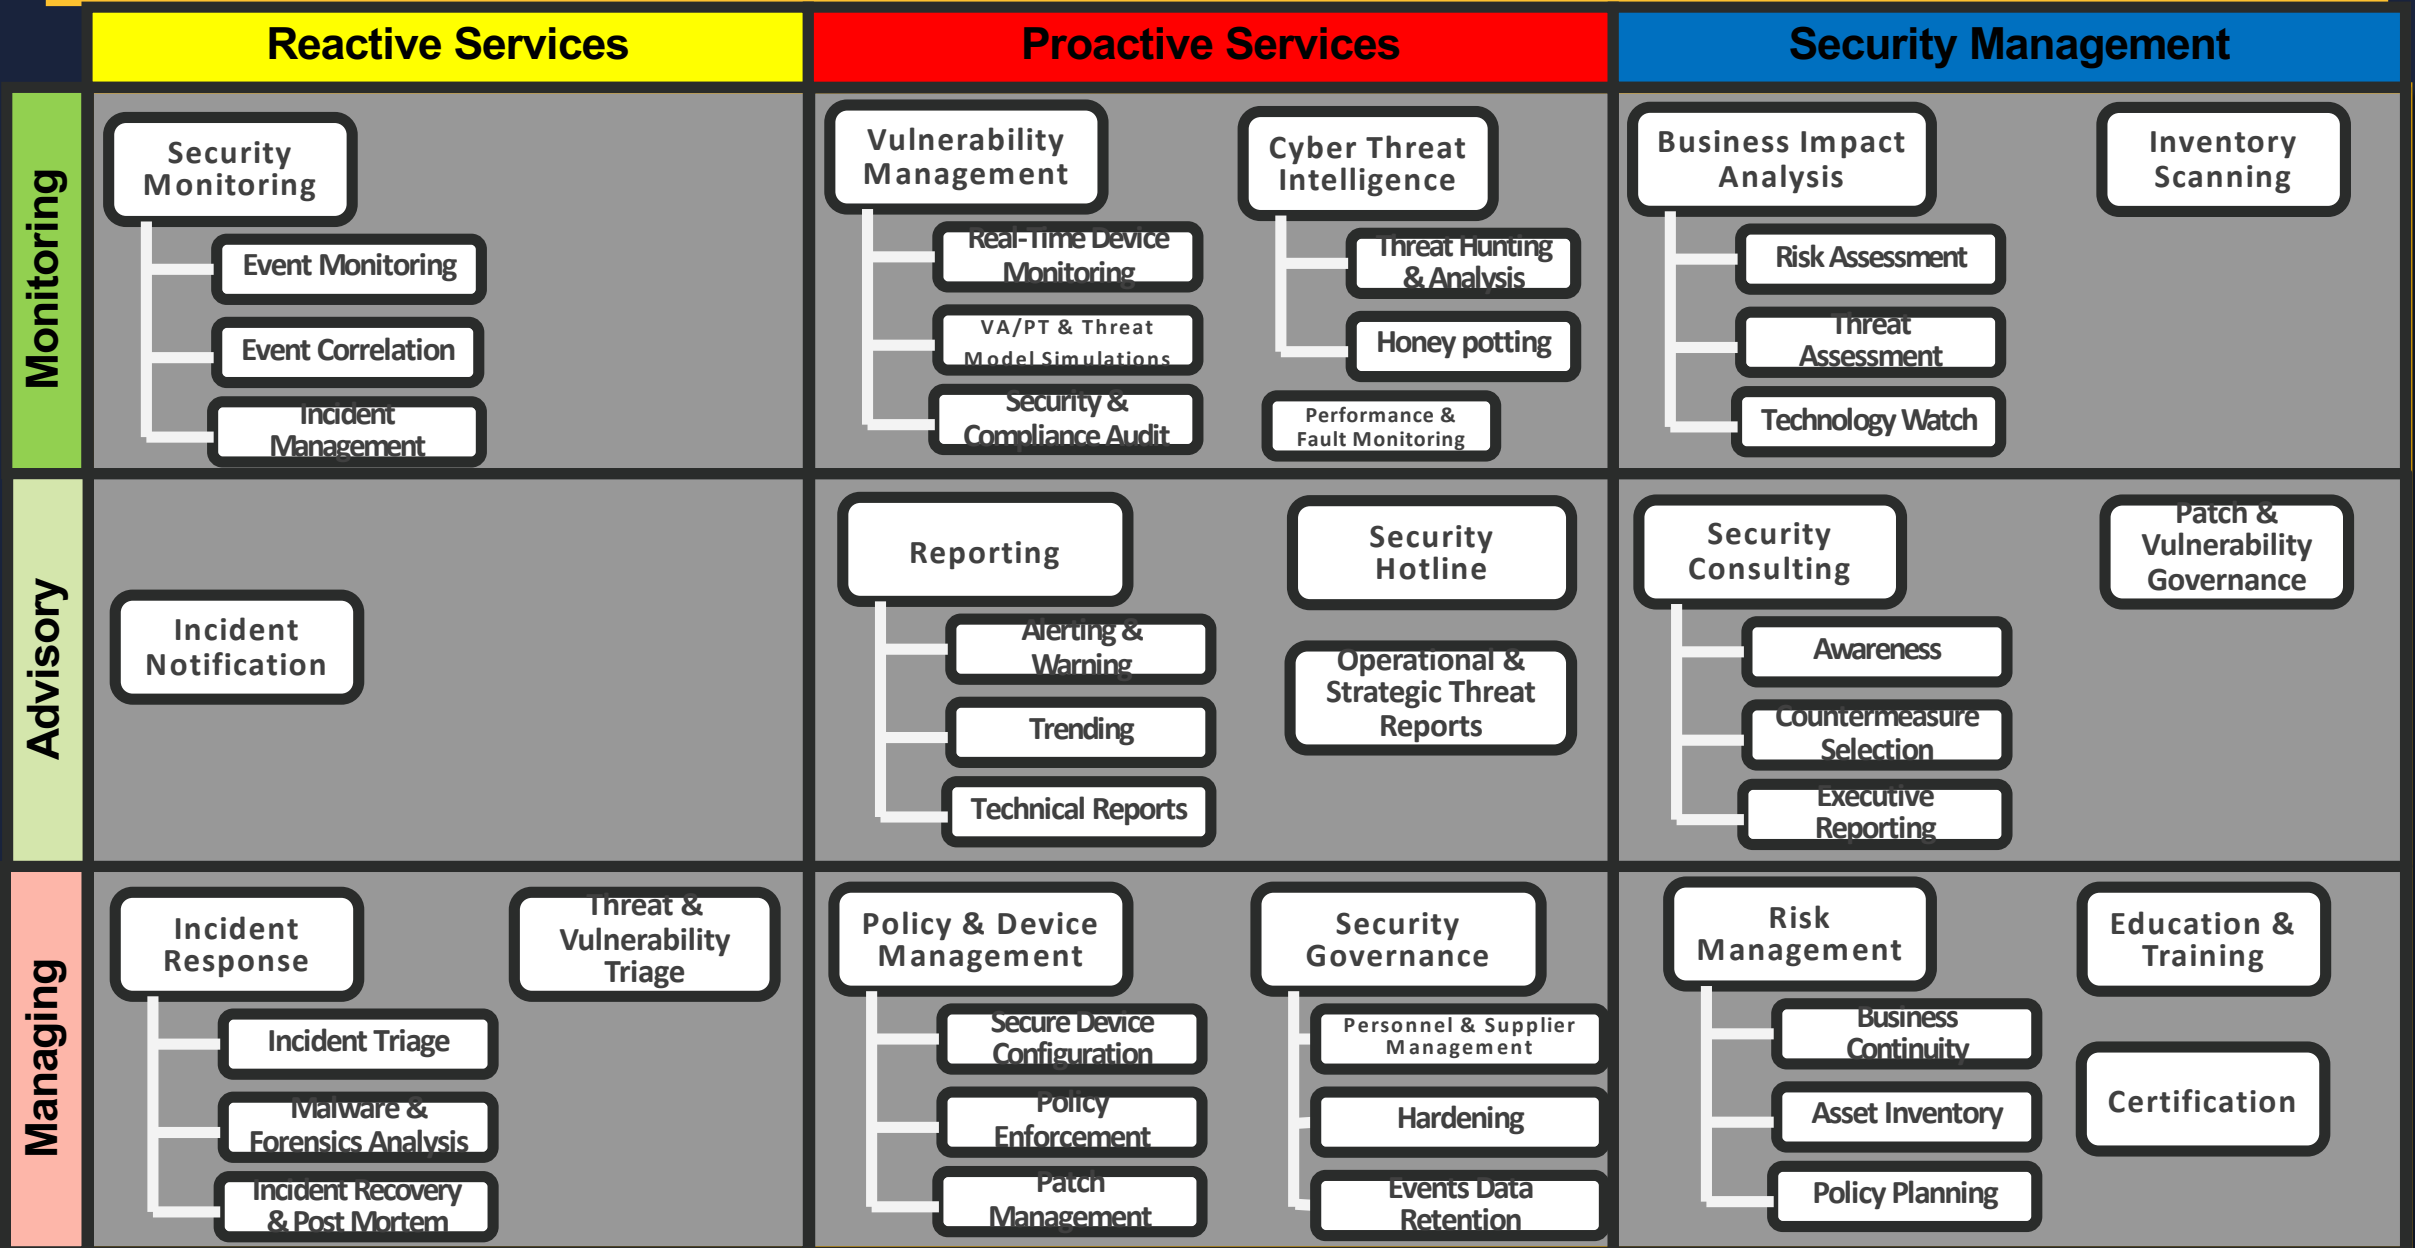 Reactive Services
Proactive Services
Security Management
Monitoring
Security
Monitoring
Event Monitoring
Event Correlation
Incident
Management
Vulnerability
Management
Real-Time Device
Monitoring
VA/PT & Threat
Model Simulations
Security &
Compliance Audit
Cyber Threat
Intelligence
Threat Hunting
& Analysis
Honey potting
Performance &
Fault Monitoring
Business Impact
Analysis
Risk Assessment
Threat
Assessment
Technology Watch
Inventory
Scanning
Advisory
Incident
Notification
Reporting
Alerting &
Warning
Trending
Technical Reports
Security
Hotline
Operational &
Strategic Threat
Reports
Security
Consulting
Awareness
Countermeasure
Selection
Executive
Reporting
Patch &
Vulnerability
Governance
Managing
Incident
Response
Incident Triage
Malware &
Forensics Analysis
Incident Recovery
& Post Mortem
Threat &
Vulnerability
Triage
Policy & Device
Management
Secure Device
Configuration
Policy
Enforcement
Patch
Management
Security
Governance
Personnel & Supplier
Management
Hardening
Events Data
Retention
Risk
Management
Business
Continuity
Asset Inventory
Policy Planning
Education &
Training
Certification